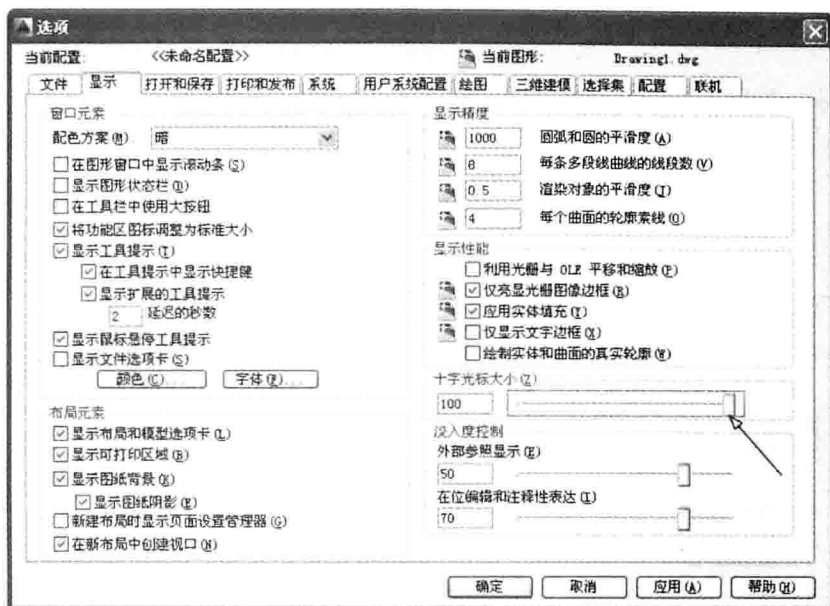 选项
当前配置: <<未命名配置>> 当前图形: Drawing1.dwg
文件 显示 打开和保存 打印和发布 系统 用户系统配置 绘图 三维建模 选择集 配置 联机
窗口元素
配色方案(M) 暗
在图形窗口中显示滚动条(S)
显示图形状态栏(D)
在工具栏中使用大按钮
将功能区图标调整为标准大小
显示工具提示(T)
在工具提示中显示快捷键
显示扩展的工具提示
2 延迟的秒数
显示鼠标悬停工具提示
显示文件选项卡(S)
颜色(C)... 字体(F)...
布局元素
显示布局和模型选项卡(L)
显示可打印区域(B)
显示图纸背景(K)
显示图纸阴影(E)
新建布局时显示页面设置管理器(G)
在新布局中创建视口(N)
显示精度
1000 圆弧和圆的平滑度(A)
8 每条多段线曲线的线段数(V)
0.5 渲染对象的平滑度(J)
4 每个曲面的轮廓素线(O)
显示性能
利用光栅与 OLE 平移和缩放(P)
仅亮显光栅图像边框(R)
应用实体填充(Y)
仅显示文字边框(X)
绘制实体和曲面的真实轮廓(W)
十字光标大小(Z)
100
淡入度控制
外部参照显示(E)
50
在位编辑和注释性表达(I)
70
确定 取消 应用(A) 帮助(H)